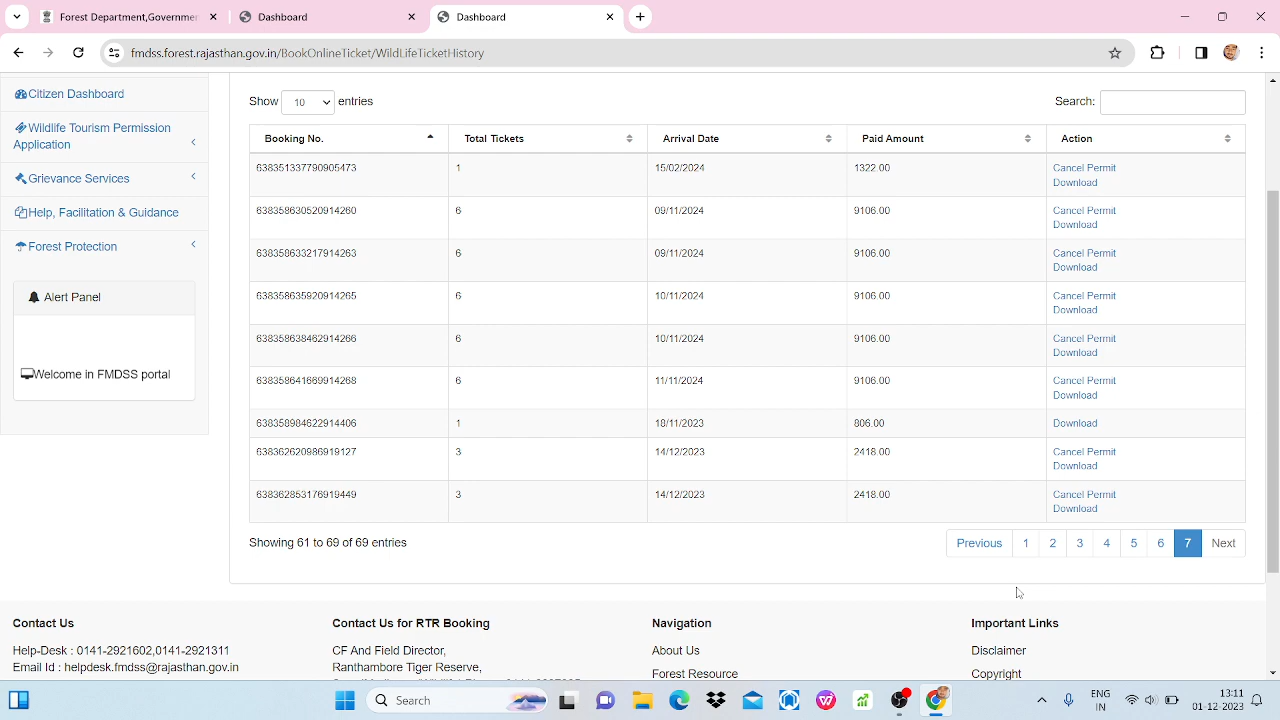 Forest Department,Governmen
Dashboard
Dashboard
fmdss.forest.rajasthan.gov.in/BookOnlineTicket/WildLifeTicketHistory
Citizen Dashboard
Wildlife Tourism Permission
Application
Grievance Services
Help, Facilitation & Guidance
Forest Protection
Alert Panel
Welcome in FMDSS portal
Show 10 entries
Search:
Booking No. Total Tickets Arrival Date Paid Amount Action
638351337790905473 1 15/02/2024 1322.00 Cancel Permit
Download
638358630520914260 6 09/11/2024 9106.00 Cancel Permit
Download
638358633217914263 6 09/11/2024 9106.00 Cancel Permit
Download
638358635920914265 6 10/11/2024 9106.00 Cancel Permit
Download
638358638462914266 6 10/11/2024 9106.00 Cancel Permit
Download
638358641669914268 6 11/11/2024 9106.00 Cancel Permit
Download
638358984622914406 1 18/11/2023 806.00 Download
638362620986919127 3 14/12/2023 2418.00 Cancel Permit
Download
638362853176919449 3 14/12/2023 2418.00 Cancel Permit
Download
Showing 61 to 69 of 69 entries
Previous 1 2 3 4 5 6 7 Next
Contact Us
Help-Desk : 0141-2921602,0141-2921311
Email Id : helpdesk.fmdss@rajasthan.gov.in
Contact Us for RTR Booking
CF And Field Director,
Ranthambore Tiger Reserve,
Navigation
About Us
Forest Resource
Important Links
Disclaimer
Copyright
Search
ENG
IN
13:11
01-12-2023